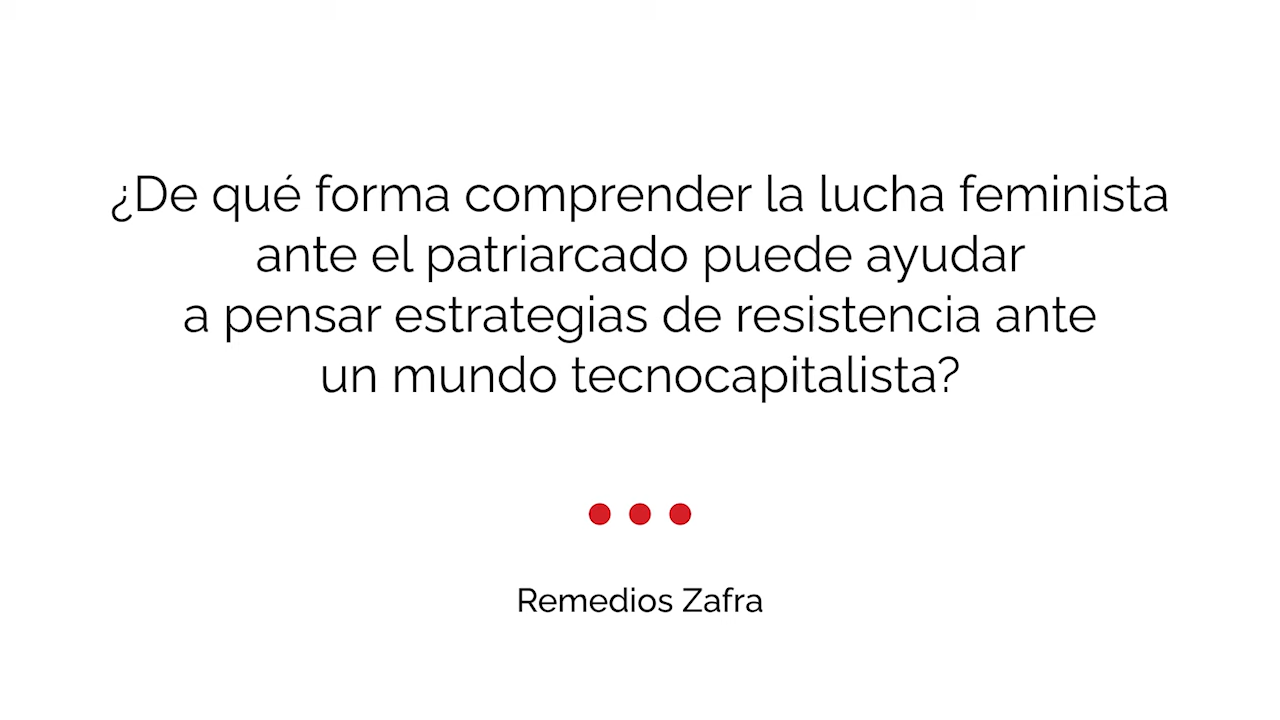 ¿De qué forma comprender la lucha feminista
ante el patriarcado puede ayudar
a pensar estrategias de resistencia ante
un mundo tecnocapitalista?
Remedios Zafra